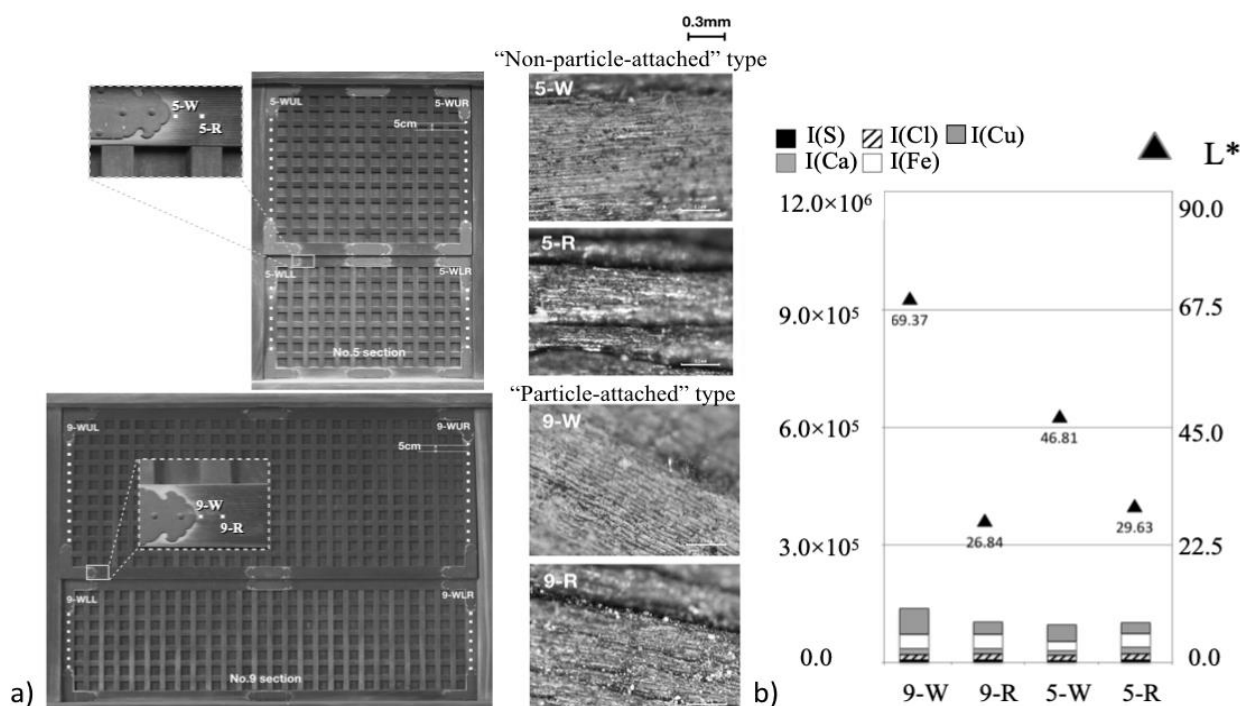 0.3mm
“Non-particle-attached” type
5-W
5-R
5-WUL
5-WUR
5cm
5-W
5-WLL
5-WLR
No.5 section
5-R
“Particle-attached” type
9-WUL
9-WUR
5cm
9-W
9-R
9-W
9-WLL
9-WLR
No.9 section
9-R
a)
I(S) I(Cl) I(Cu)
I(Ca) I(Fe)
L*
12.0×10⁶
90.0
9.0×10⁵
67.5
69.37
6.0×10⁵
45.0
46.81
3.0×10⁵
22.5
26.84
29.63
0.0
0.0
b)
9-W 9-R 5-W 5-R